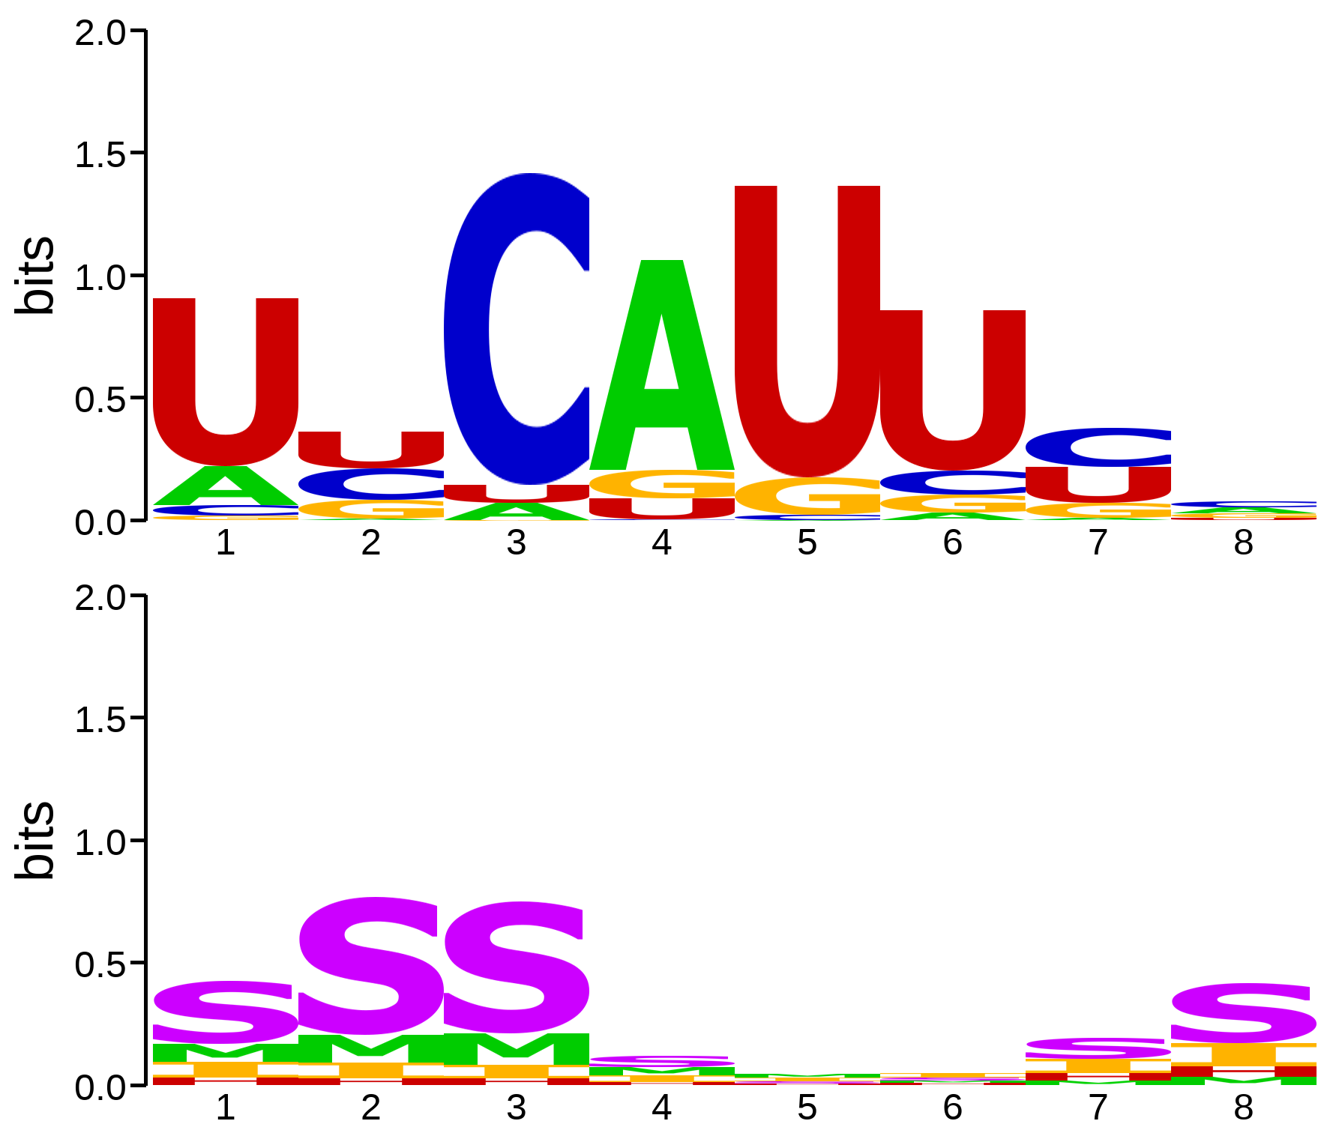 2.0
1.5
1.0
0.5
0.0
bits
U U C A U U C C
A C U G G C U A
C G A U C G G G
G A G C A A A U
1 2 3 4 5 6 7 8
2.0
1.5
1.0
0.5
0.0
bits
S S S S M I S S
M M M M I S I I
I I I I S H H H
H H H H H M M M
1 2 3 4 5 6 7 8